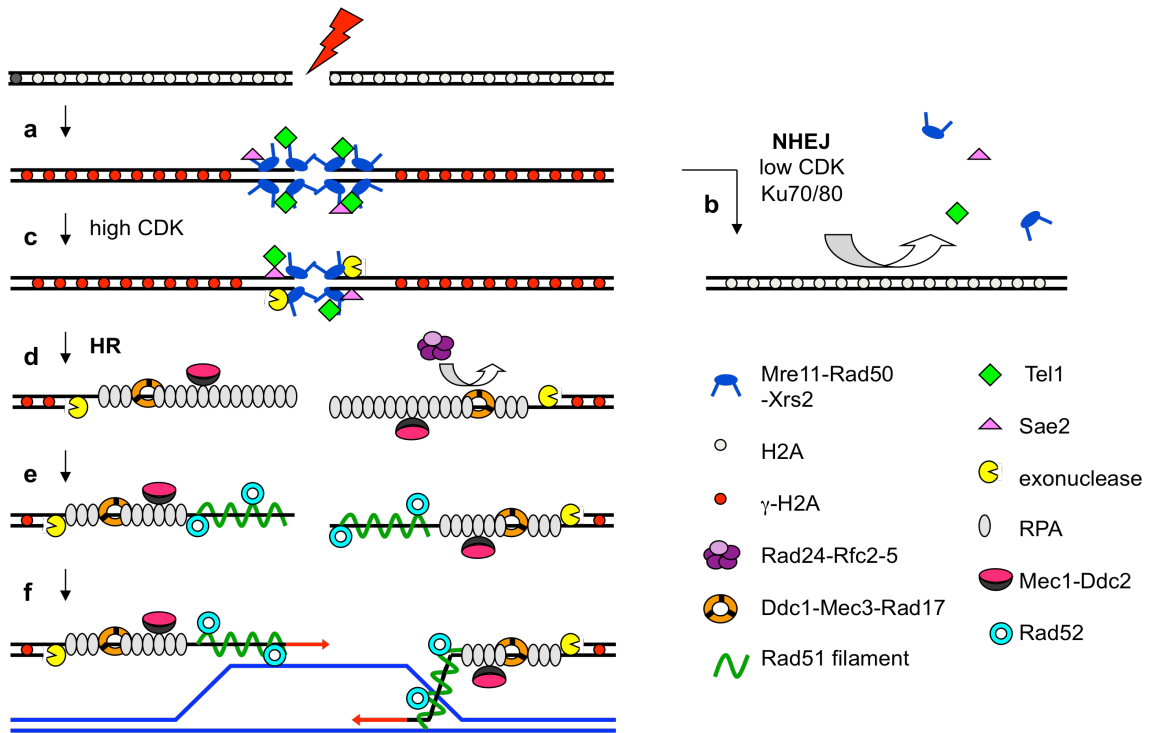 a
NHEJ
low CDK
Ku70/80
b
c
high CDK
d
HR
e
f
Mre11-Rad50
-Xrs2
H2A
γ-H2A
Rad24-Rfc2-5
Ddc1-Mec3-Rad17
Rad51 filament
Tel1
Sae2
exonuclease
RPA
Mec1-Ddc2
Rad52